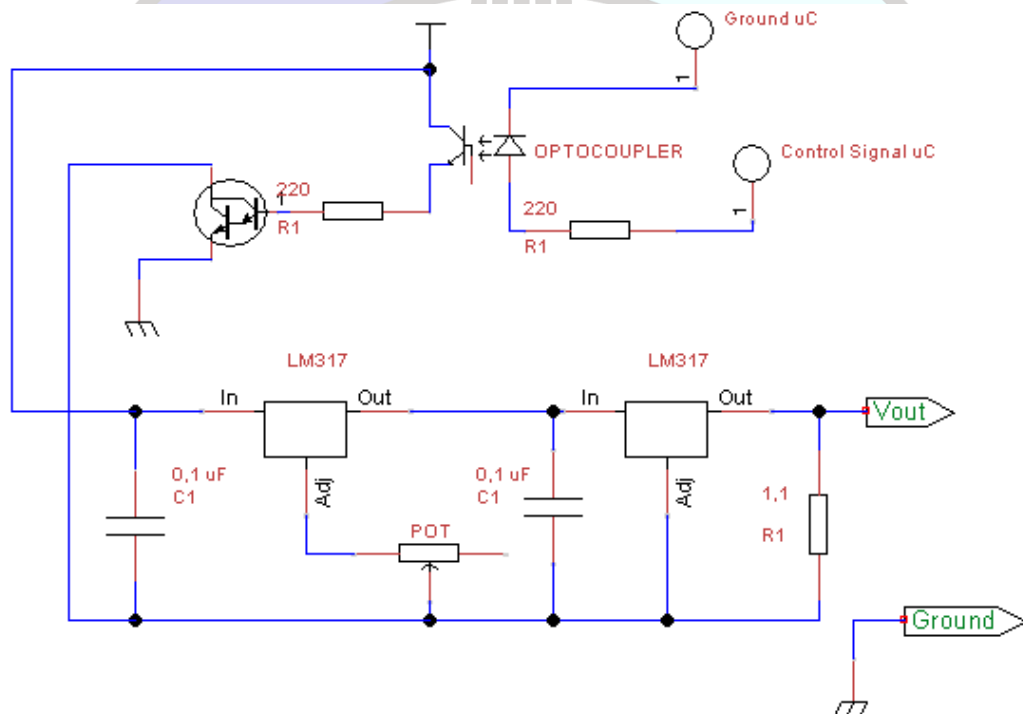 Ground uC
1
OPTOCOUPLER
Control Signal uC
1
220
1
R1
220
R1
LM317
LM317
In
Out
In
Out
Vout
0,1 uF
C1
Adj
0,1 uF
C1
Adj
1,1
R1
POT
Ground